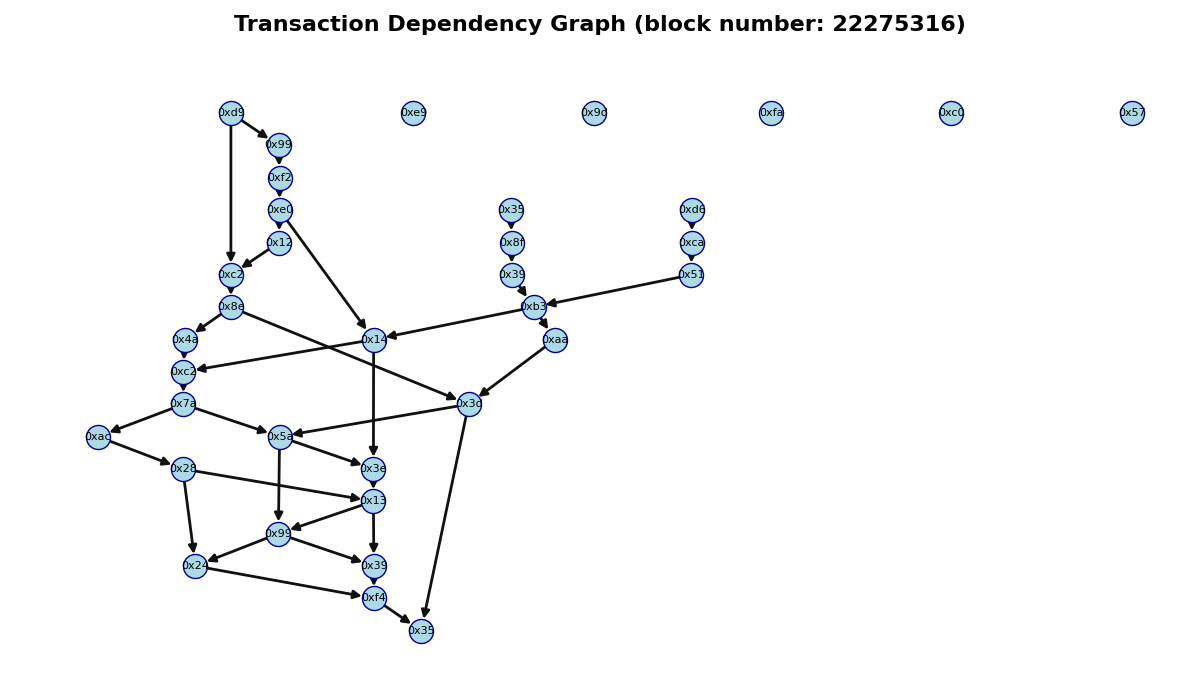 Transaction Dependency Graph (block number: 22275316)
0xd9 0xe9 0x9d 0xfa 0xc0 0x57
0x99
0xf2
0xe0 0x35 0xd6
0x12 0x8f 0xca
0xc2 0x39 0x51
0x8e 0xb3
0x4a 0x14 0xaa
0xc2
0x7a 0x3d
0xac 0x5a
0x28 0x3e
0x13
0x99
0x24 0x39
0xf4
0x35